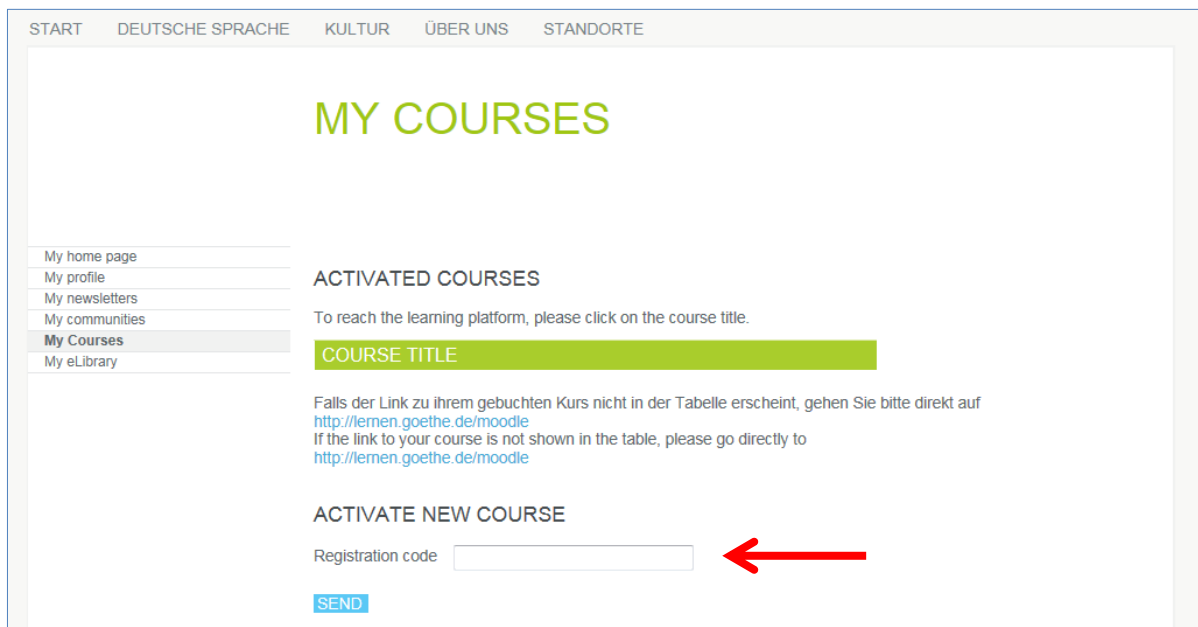 START DEUTSCHE SPRACHE KULTUR ÜBER UNS STANDORTE
MY COURSES
My home page
My profile
My newsletters
My communities
My Courses
My eLibrary
ACTIVATED COURSES
To reach the learning platform, please click on the course title.
COURSE TITLE
Falls der Link zu ihrem gebuchten Kurs nicht in der Tabelle erscheint, gehen Sie bitte direkt auf
http://lernen.goethe.de/moodle
If the link to your course is not shown in the table, please go directly to
http://lernen.goethe.de/moodle
ACTIVATE NEW COURSE
Registration code
SEND